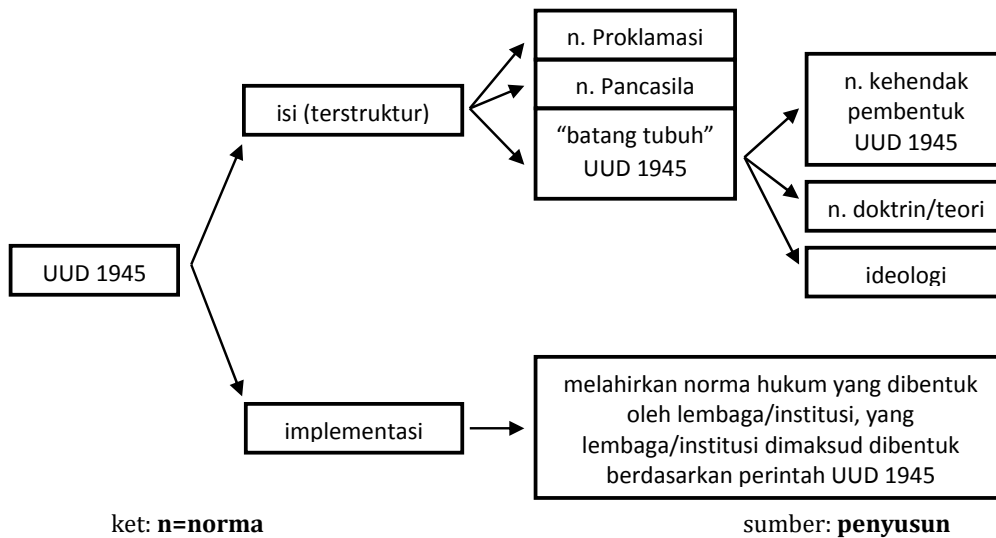 UUD 1945
isi (terstruktur)
n. Proklamasi
n. Pancasila
“batang tubuh”
UUD 1945
n. kehendak
pembentuk
UUD 1945
n. doktrin/teori
ideologi
implementasi
melahirkan norma hukum yang dibentuk
oleh lembaga/institusi, yang
lembaga/institusi dimaksud dibentuk
berdasarkan perintah UUD 1945
ket: n=norma
sumber: penyusun